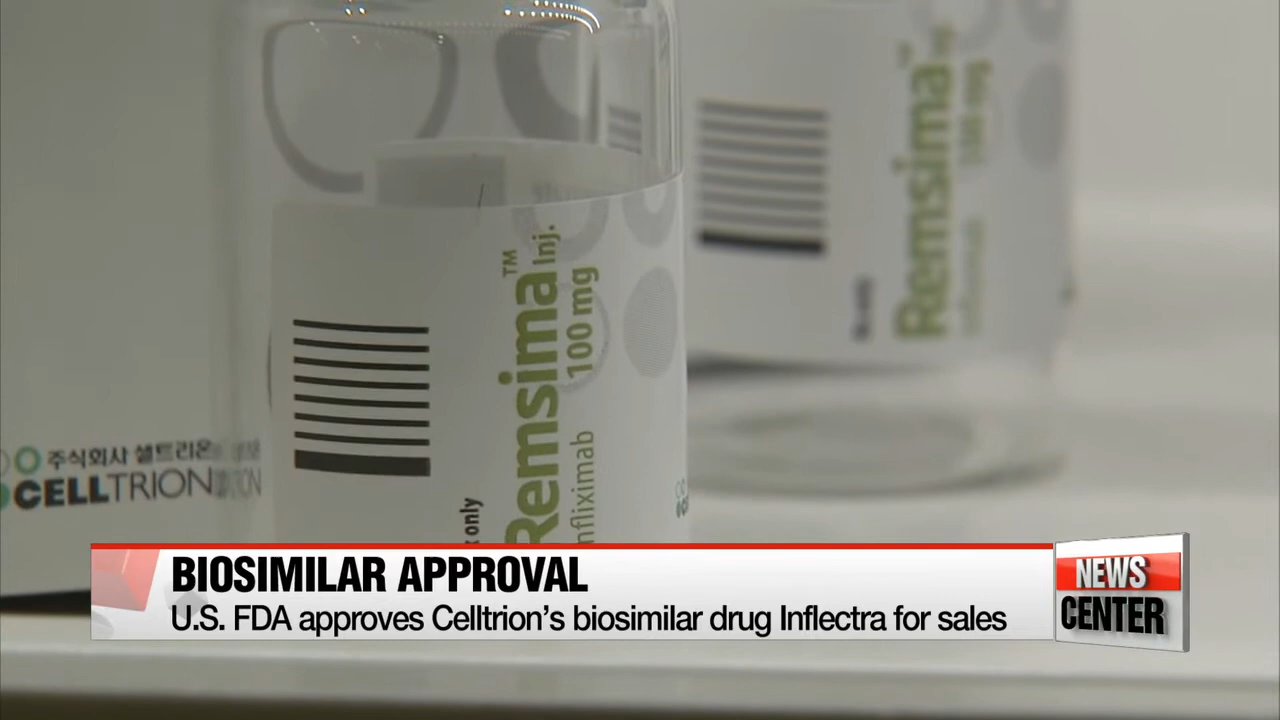 Remsima™ Inj.
100 mg
infliximab
only
Remsima
주식회사 셀트리온
CELLTRION
BIOSIMILAR APPROVAL
U.S. FDA approves Celltrion's biosimilar drug Inflectra for sales
NEWS
CENTER